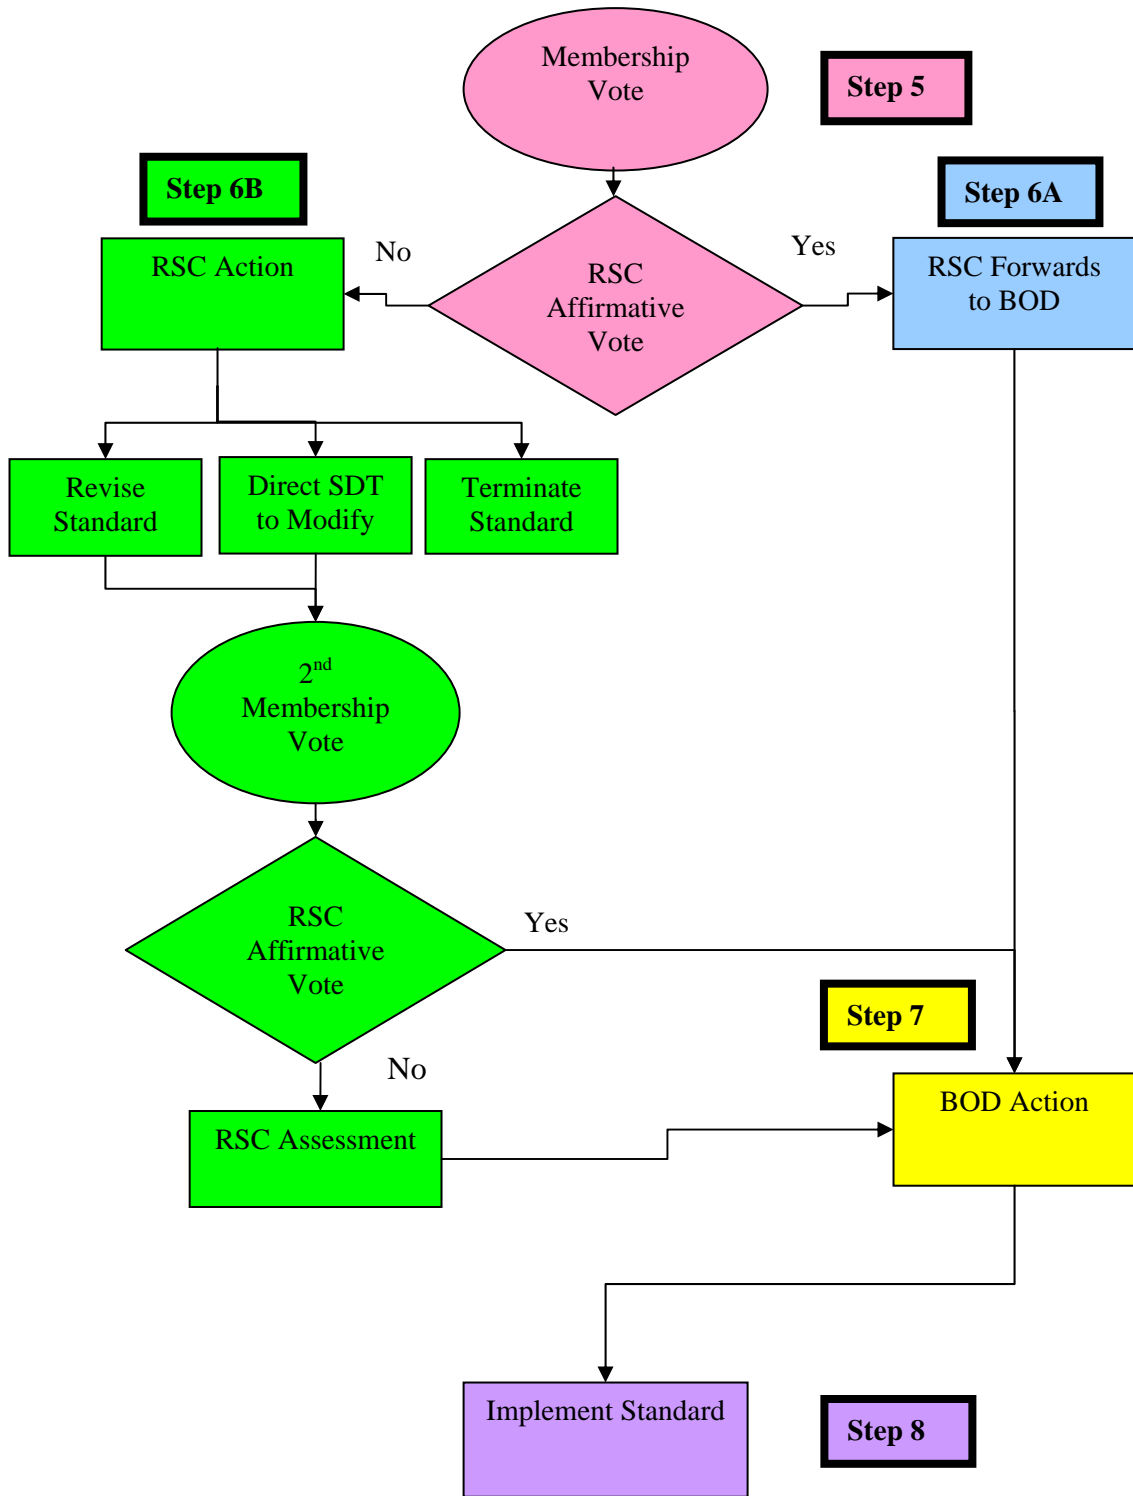 Membership
Vote
Step 5
Step 6B
Step 6A
No
Yes
RSC Action
RSC
Affirmative
Vote
RSC Forwards
to BOD
Revise
Standard
Direct SDT
to Modify
Terminate
Standard
2nd
Membership
Vote
RSC
Affirmative
Vote
Yes
Step 7
No
RSC Assessment
BOD Action
Implement Standard
Step 8